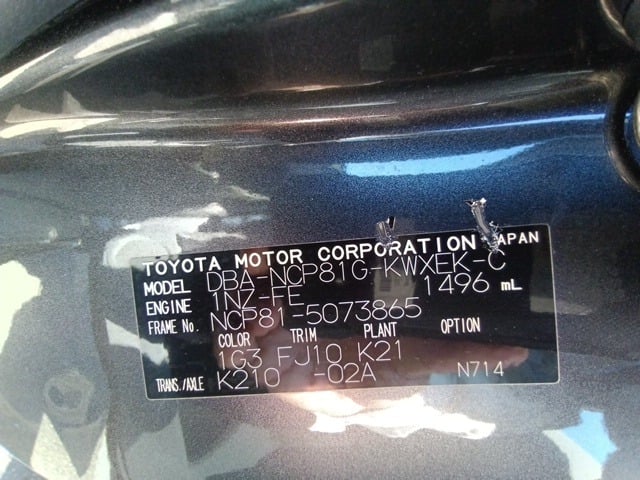 TOYOTA MOTOR CORPORATION JAPAN
MODEL DBA-NCP81G-KWXEK-C
ENGINE 1NZ-FE 1496 mL
FRAME No. NCP81-5073865
COLOR TRIM PLANT OPTION
1G3 FJ10 K21
TRANS./AXLE K210 -02A N714